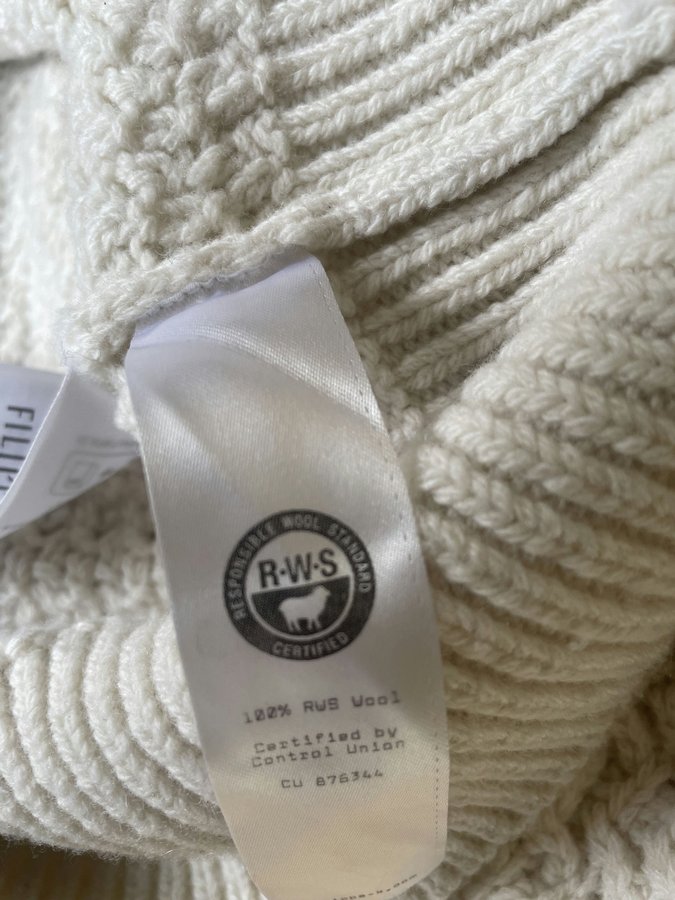 RESPONSIBLE WOOL STANDARD
R·W·S
CERTIFIED
100% RWS Wool
Certified by
Control Union
CU 876344